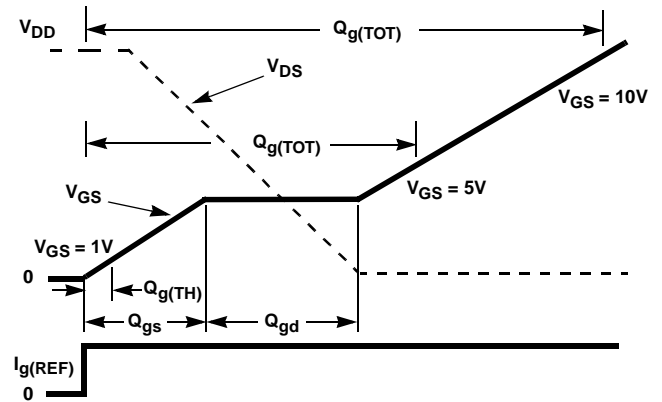 V_DD
Q_g(TOT)
V_DS
V_GS = 10V
Q_g(TOT)
V_GS = 5V
V_GS
V_GS = 1V
0
Q_g(TH)
Q_gs
Q_gd
I_g(REF)
0